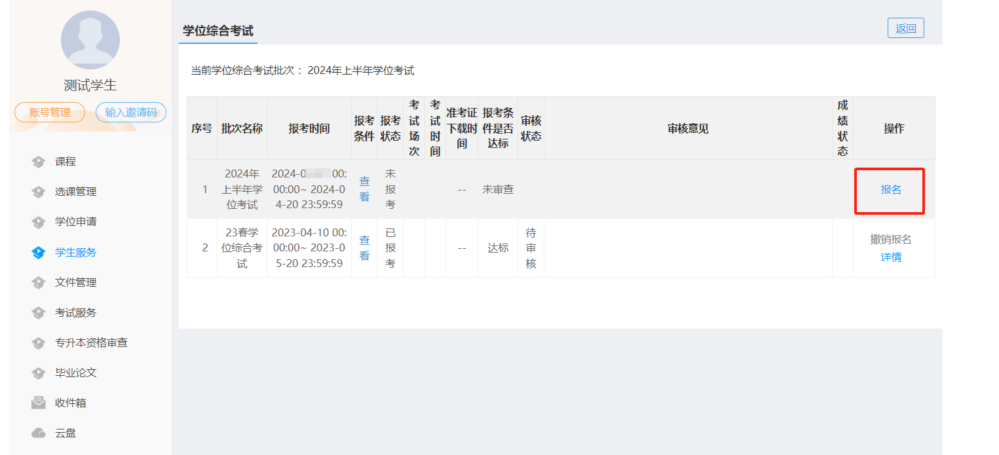 测试学生
账号管理
输入邀请码
课程
选课管理
学位申请
学生服务
文件管理
考试服务
专升本资格审查
毕业论文
收件箱
云盘
学位综合考试
返回
当前学位综合考试批次： 2024年上半年学位考试
序号
批次名称
报考时间
报考
条件
报考
状态
考
试
场
次
考
试
时
间
准考证
下载时
间
报考条
件是否
达标
审核
状态
审核意见
成
绩
状
态
操作
1
2024年
上半年学
位考试
2024-0 00:
00:00~ 2024-0
4-20 23:59:59
查
看
未
报
考
--
未审查
报名
2
23春学
位综合考
试
2023-04-10 00:
00:00~ 2023-0
5-20 23:59:59
查
看
已
报
考
--
达标
待
审
核
撤销报名
详情